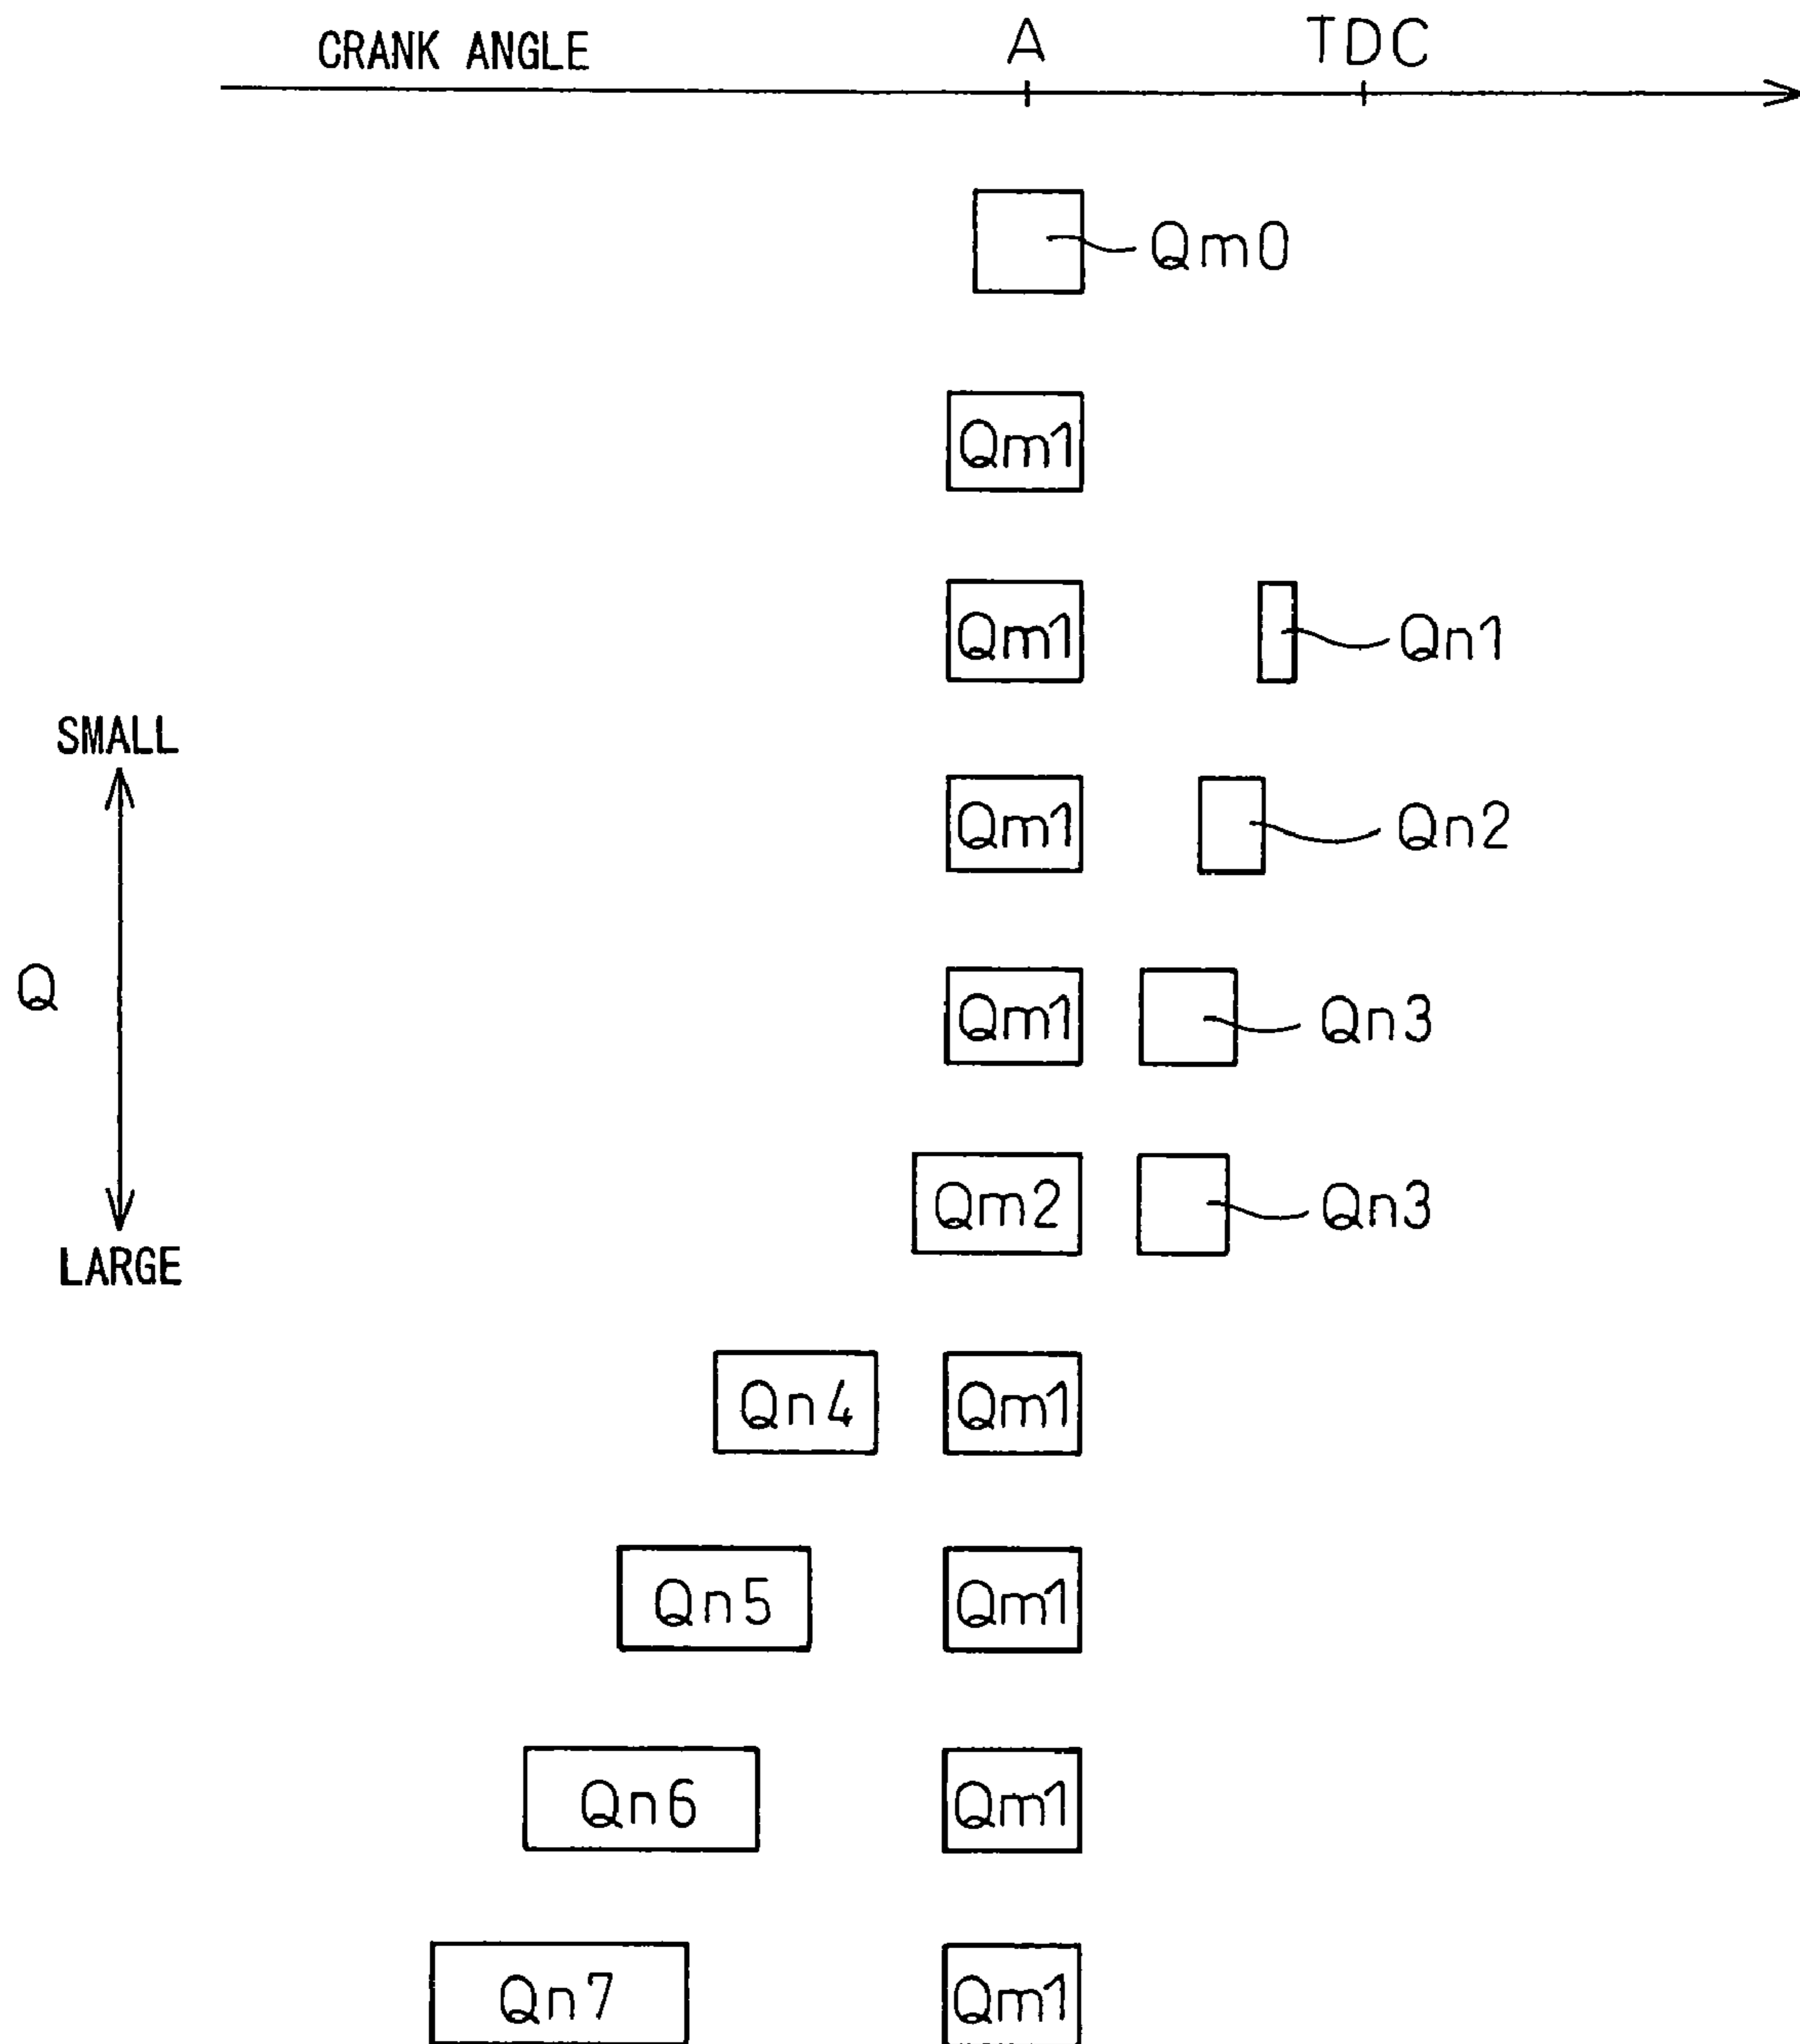 CRANK ANGLE A TDC
Qm0
Qm1
Qm1 Qn1
SMALL
Qm1 Qn2
Q
Qm1 Qn3
Qm2 Qn3
LARGE
Qn4 Qm1
Qn5 Qm1
Qn6 Qm1
Qn7 Qm1